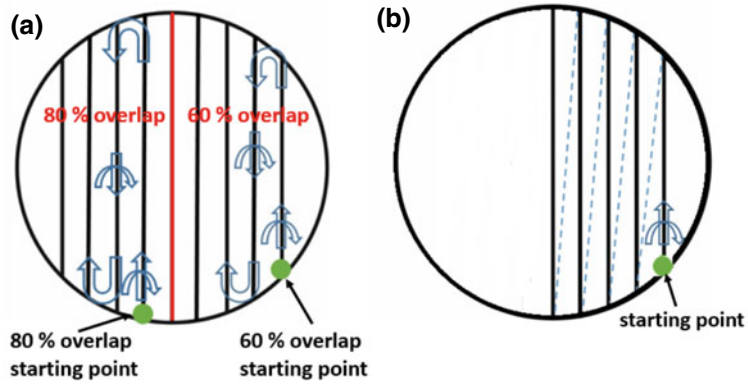 (a)
80 % overlap
60 % overlap
80 % overlap
starting point
60 % overlap
starting point
(b)
starting point